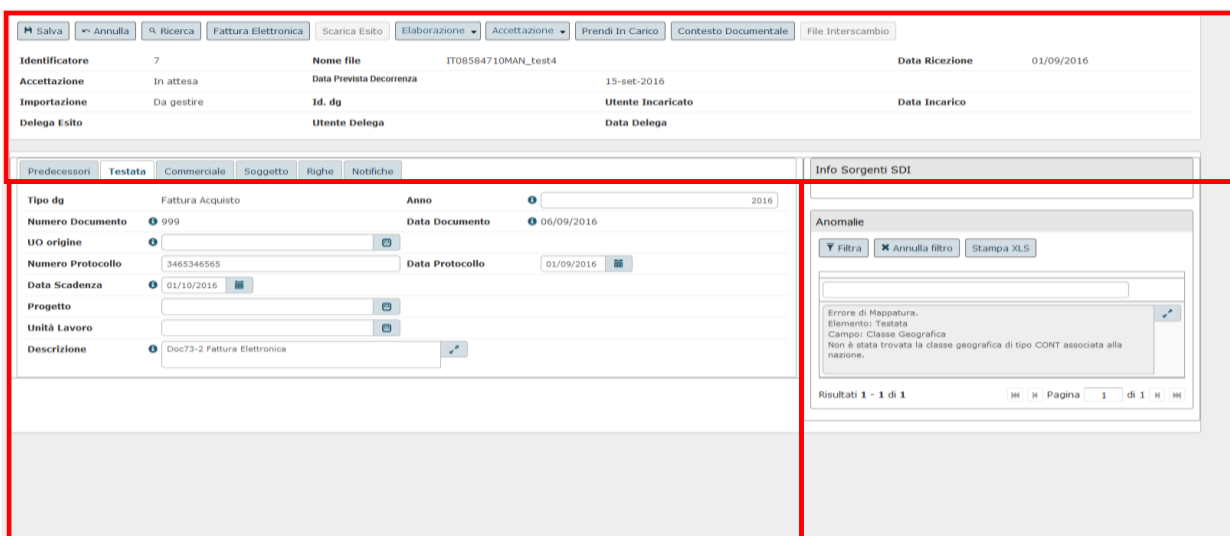 Salva Annulla Ricerca Fattura Elettronica Scarica Esito Elaborazione Accettazione Prendi In Carico Contesto Documentale File Interscambio
Identificatore 7 Nome file IT08584710MAN_test4 Data Ricezione 01/09/2016
Accettazione In attesa Data Prevista Decorrenza 15-set-2016
Importazione Da gestire Id. dg Utente Incaricato Data Incarico
Delega Esito Utente Delega Data Delega
Predecessori Testata Commerciale Soggetto Righe Notifiche
Tipo dg Fattura Acquisto Anno 2016
Numero Documento 999 Data Documento 06/09/2016
UO origine
Numero Protocollo 3465346565 Data Protocollo 01/09/2016
Data Scadenza 01/10/2016
Progetto
Unità Lavoro
Descrizione Doc73-2 Fattura Elettronica
Info Sorgenti SDI
Anomalie
Filtra Annulla filtro Stampa XLS
Errore di Mappatura.
Elemento: Testata
Campo: Classe Geografica
Non è stata trovata la classe geografica di tipo CONT associata alla
nazione.
Risultati 1 - 1 di 1 Pagina 1 di 1